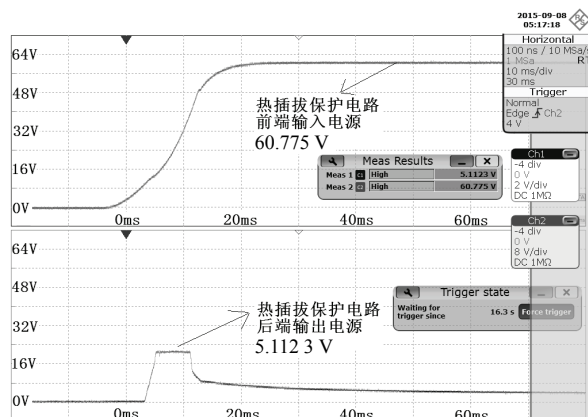 2015-09-08
05:17:18
Horizontal
100 ns / 10 MSa/s
1 MSa RT
10 ms/div
30 ms
Trigger
Normal
Edge Ch2
4 V
64V
48V
32V
16V
0V
0ms 20ms 40ms 60ms
热插拔保护电路
前端输入电源
60.775 V
Meas Results
Meas 1 C1 High 5.1123 V
Meas 2 C2 High 60.775 V
Ch1
-4 div
0 V
2 V/div
DC 1MΩ
Ch2
-4 div
0 V
8 V/div
DC 1MΩ
64V
48V
32V
16V
0V
0ms 20ms 40ms 60ms
热插拔保护电路
后端输出电源
5.112 3 V
Trigger state
Waiting for
trigger since 16.3 s Force trigger